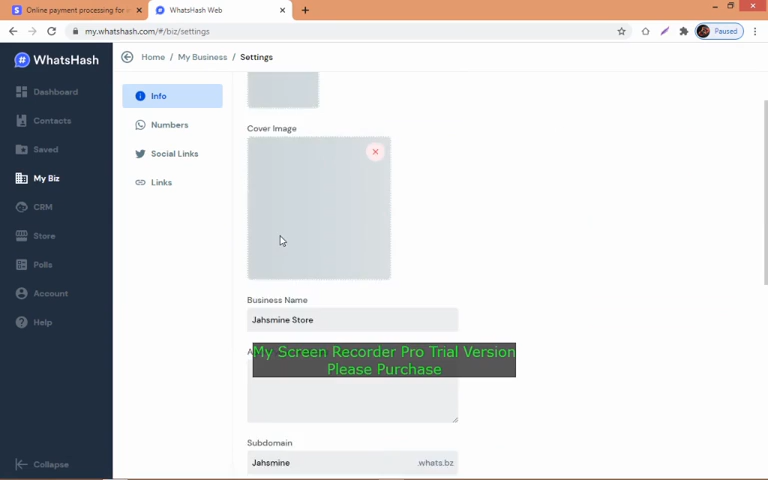 Online payment processing for
WhatsHash Web
my.whatshash.com/#/biz/settings
Paused
WhatsHash
Home / My Business / Settings
Dashboard
Contacts
Saved
My Biz
CRM
Store
Polls
Account
Help
Collapse
Info
Numbers
Social Links
Links
Cover Image
Business Name
Jahsmine Store
My Screen Recorder Pro Trial Version
Please Purchase
Subdomain
Jahsmine
.whats.bz